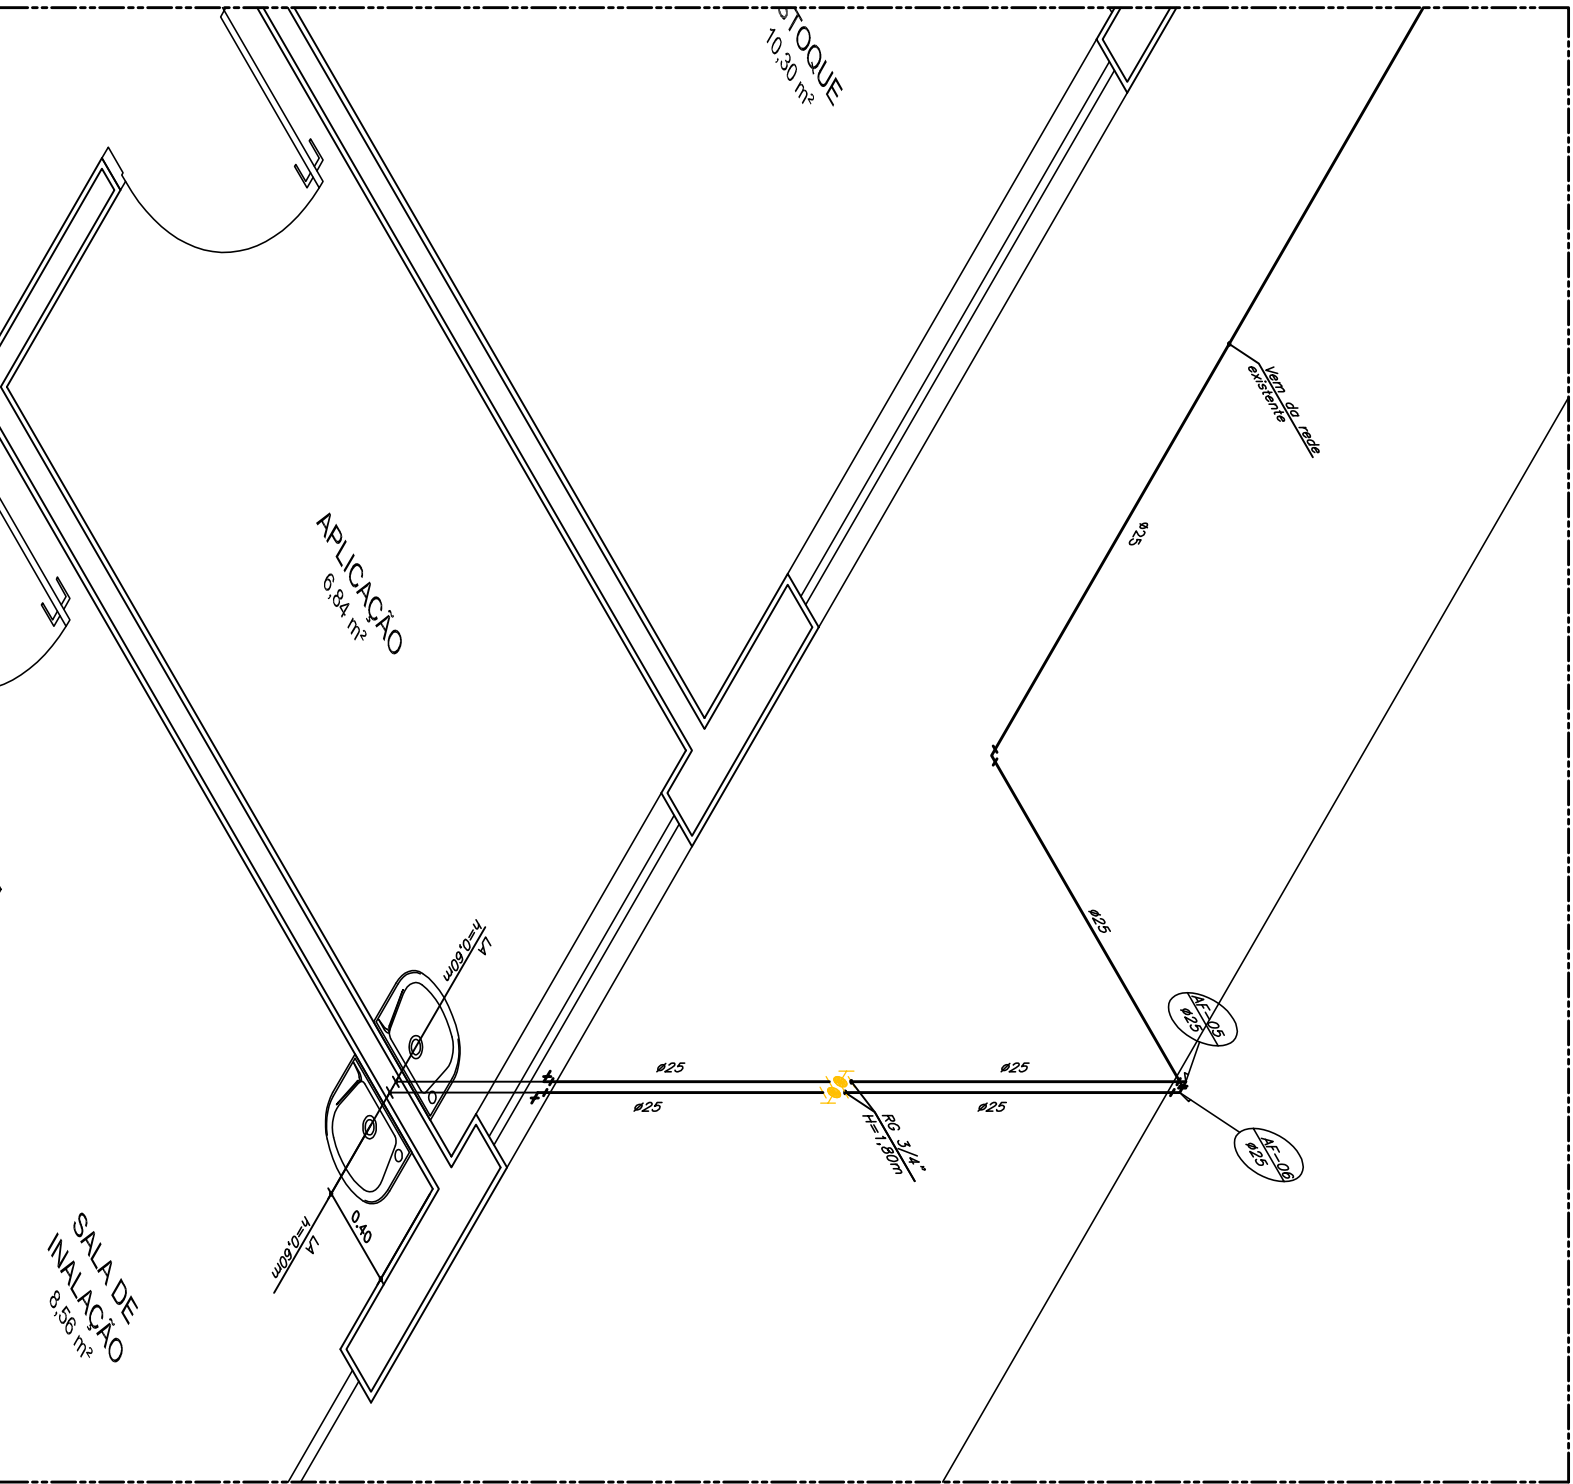 STOQUE
10,30 m²
Vem da rede
existente
ø25
APLICAÇÃO
6,84 m²
ø25
LA
h=0,60m
AF-05
ø25
ø25
ø25
ø25
ø25
RG 3/4"
H=1,80m
AF-06
ø25
0.40
LA
h=0,60m
SALA DE
INALAÇÃO
8,56 m²